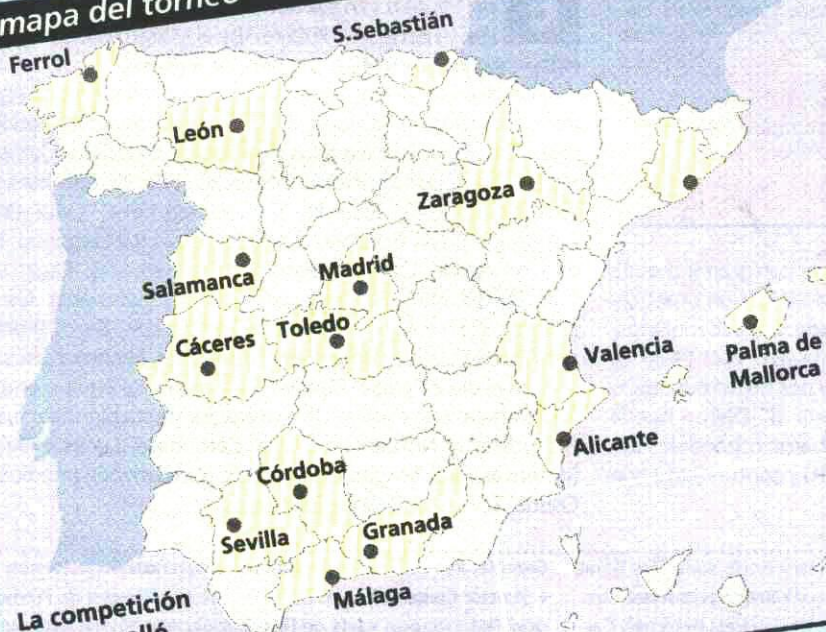 mapa del torneo
S.Sebastián
Ferrol
León
Zaragoza
Salamanca
Madrid
Cáceres
Toledo
Valencia
Palma de
Mallorca
Alicante
Córdoba
Sevilla
Granada
Málaga
La competición